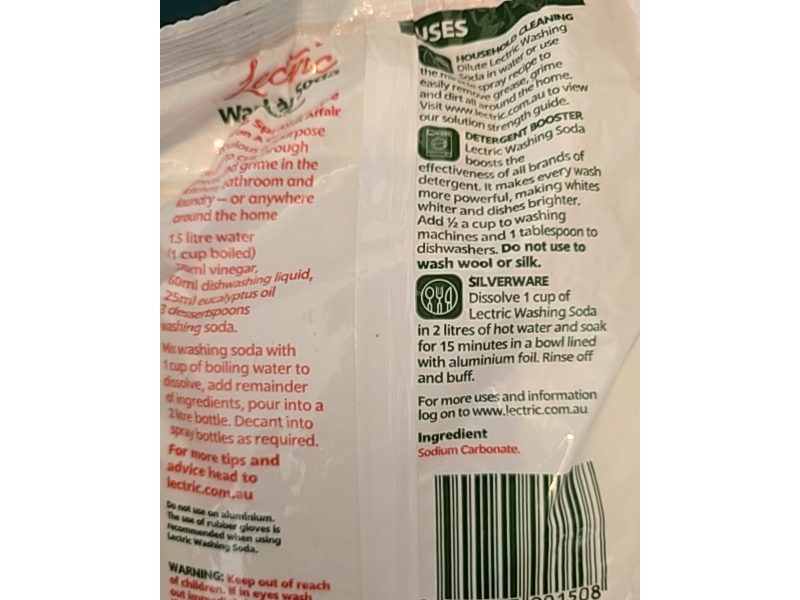 Lectric
Washing Soda
Affair
on a
purpose
through
grime in the
bathroom and
laundry — or anywhere
around the home
1.5 litre water
(1 cup boiled)
vinegar,
60ml dishwashing liquid,
25ml eucalyptus oil
3 dessertspoons
washing soda.
Mix washing soda with
1 cup of boiling water to
dissolve, add remainder
of ingredients, pour into a
2 litre bottle. Decant into
spray bottles as required.
For more tips and
advice head to
lectric.com.au
Do not use on aluminium.
The use of rubber gloves is
recommended when using
Lectric Washing Soda.
WARNING: Keep out of reach
of children. If in eyes wash
USES
HOUSEHOLD CLEANING
Dilute Lectric Washing
Soda in water or use
the spray recipe to
easily remove grease, grime
and dirt all around the home.
Visit www.lectric.com.au to view
our solution strength guide.
DETERGENT BOOSTER
Lectric Washing Soda
boosts the
effectiveness of all brands of
detergent. It makes every wash
more powerful, making whites
whiter and dishes brighter.
Add ½ a cup to washing
machines and 1 tablespoon to
dishwashers. Do not use to
wash wool or silk.
SILVERWARE
Dissolve 1 cup of
Lectric Washing Soda
in 2 litres of hot water and soak
for 15 minutes in a bowl lined
with aluminium foil. Rinse off
and buff.
For more uses and information
log on to www.lectric.com.au
Ingredient
Sodium Carbonate.